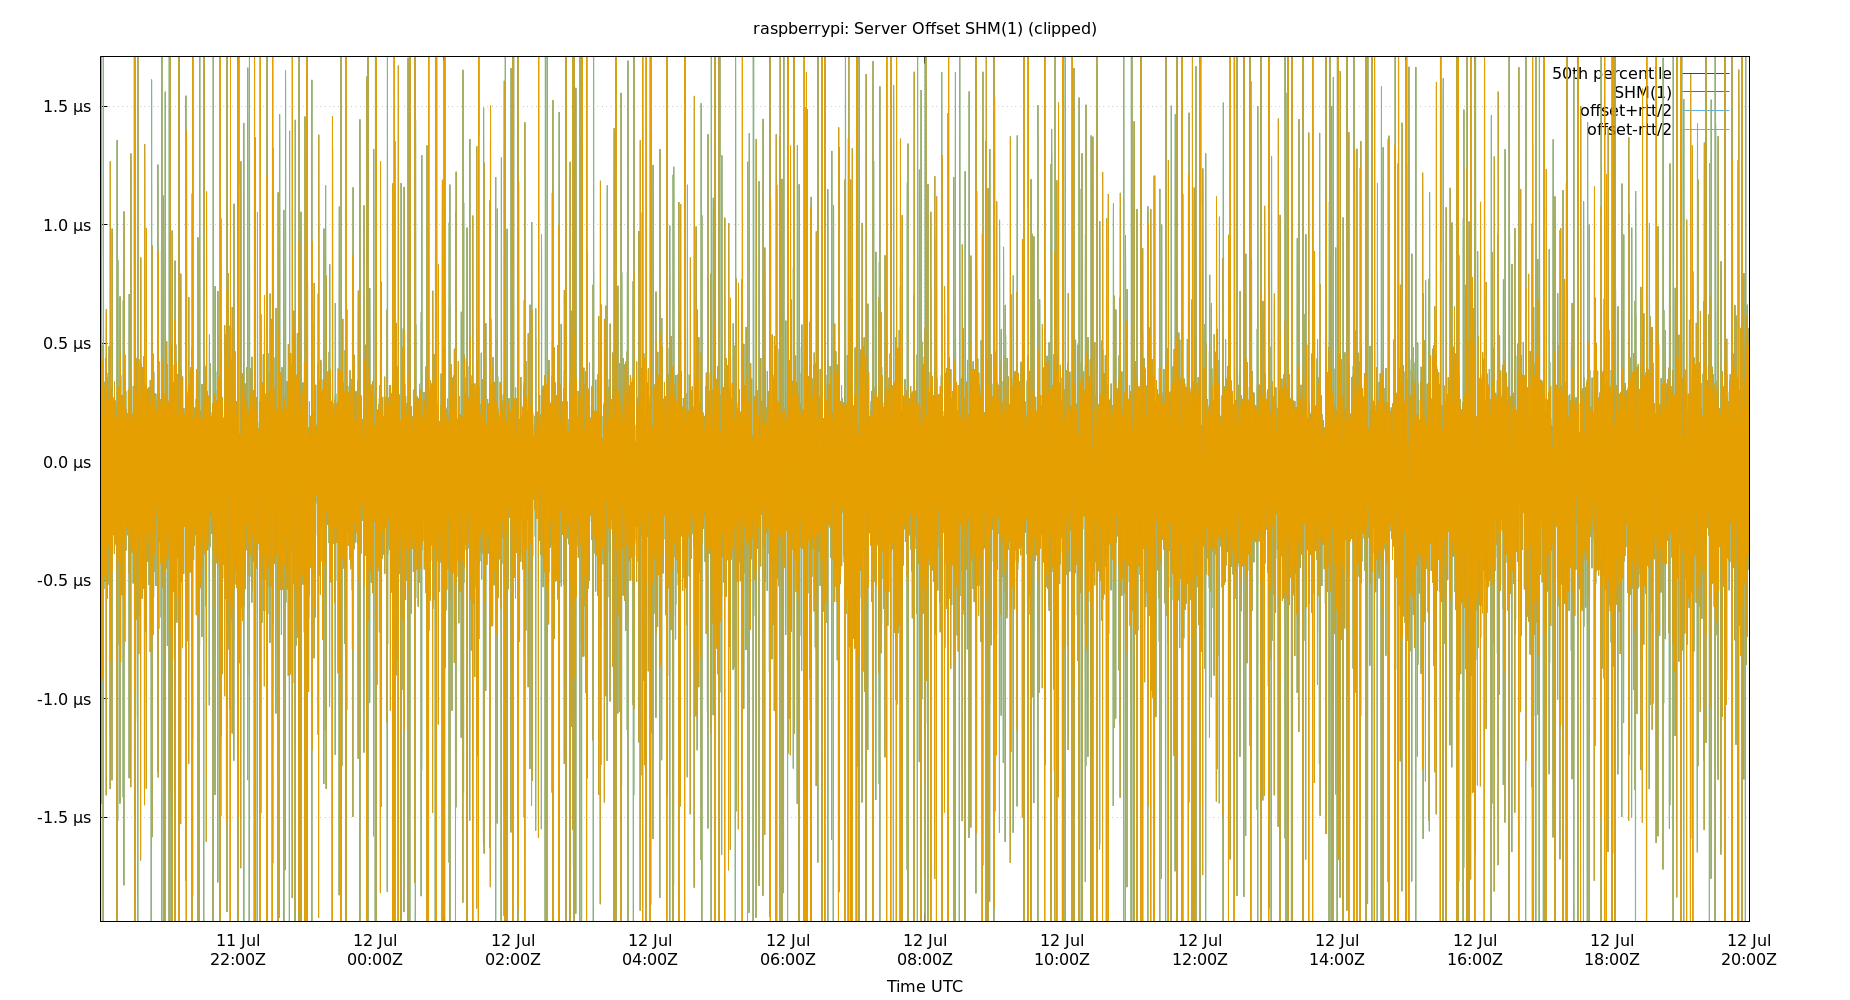 raspberrypi: Server Offset SHM(1) (clipped)
50th percentile
SHM(1)
offset+rtt/2
offset-rtt/2
1.5 µs
1.0 µs
0.5 µs
0.0 µs
-0.5 µs
-1.0 µs
-1.5 µs
11 Jul 12 Jul 12 Jul 12 Jul 12 Jul 12 Jul 12 Jul 12 Jul 12 Jul 12 Jul 12 Jul 12 Jul
22:00Z 00:00Z 02:00Z 04:00Z 06:00Z 08:00Z 10:00Z 12:00Z 14:00Z 16:00Z 18:00Z 20:00Z
Time UTC